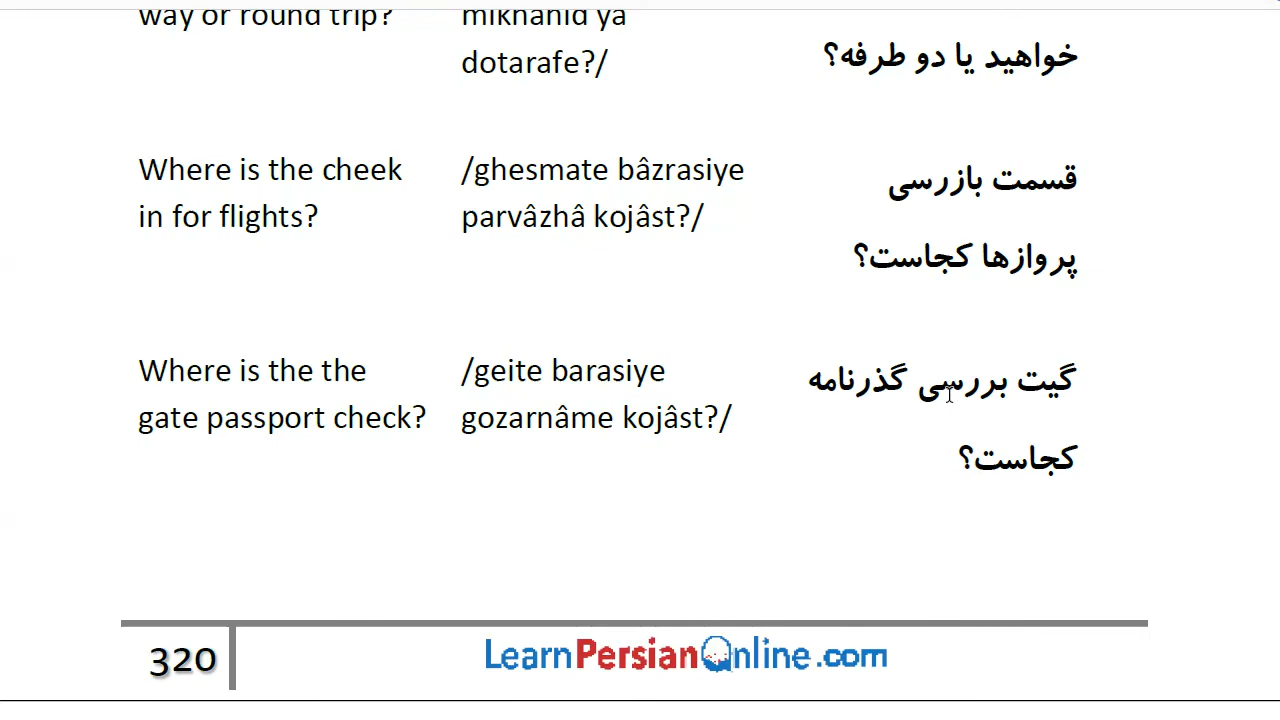 way or round trip?
mikhâhid ya
dotarafe?/
خواهید یا دو طرفه؟
Where is the cheek
in for flights?
/ghesmate bâzrasiye
parvâzhâ kojâst?/
قسمت بازرسی
پروازها کجاست؟
Where is the the
gate passport check?
/geite barasiye
gozarnâme kojâst?/
گیت بررسی گذرنامه
کجاست؟
320
LearnPersianOnline.com